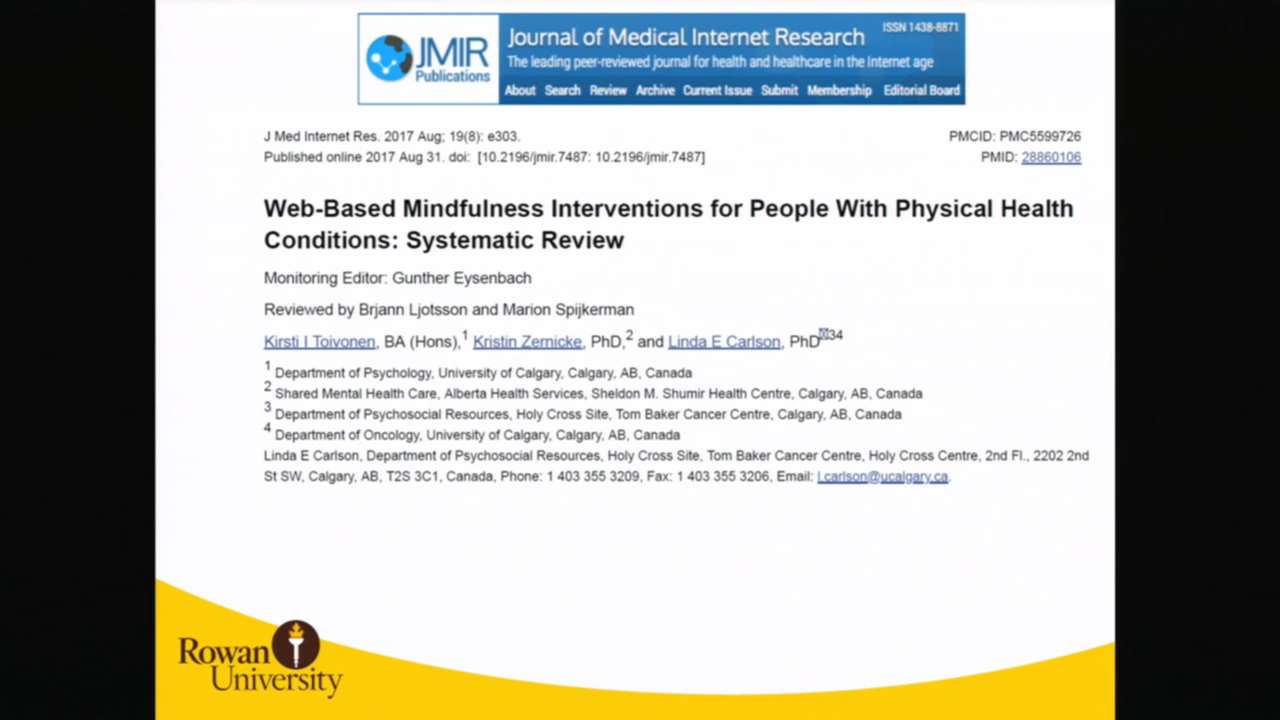 JMIR
Publications
Journal of Medical Internet Research
ISSN 1438-8871
The leading peer-reviewed journal for health and healthcare in the Internet age
About Search Review Archive Current Issue Submit Membership Editorial Board
J Med Internet Res. 2017 Aug; 19(8): e303.
PMCID: PMC5599726
Published online 2017 Aug 31. doi: [10.2196/jmir.7487: 10.2196/jmir.7487]
PMID: 28860106
Web-Based Mindfulness Interventions for People With Physical Health
Conditions: Systematic Review
Monitoring Editor: Gunther Eysenbach
Reviewed by Brjann Ljotsson and Marion Spijkerman
Kirsti I Toivonen, BA (Hons),1 Kristin Zernicke, PhD,2 and Linda E Carlson, PhD34
1 Department of Psychology, University of Calgary, Calgary, AB, Canada
2 Shared Mental Health Care, Alberta Health Services, Sheldon M. Shumir Health Centre, Calgary, AB, Canada
3 Department of Psychosocial Resources, Holy Cross Site, Tom Baker Cancer Centre, Calgary, AB, Canada
4 Department of Oncology, University of Calgary, Calgary, AB, Canada
Linda E Carlson, Department of Psychosocial Resources, Holy Cross Site, Tom Baker Cancer Centre, Holy Cross Centre, 2nd Fl., 2202 2nd
St SW, Calgary, AB, T2S 3C1, Canada, Phone: 1 403 355 3209, Fax: 1 403 355 3206, Email: l.carlson@ucalgary.ca.
Rowan
University